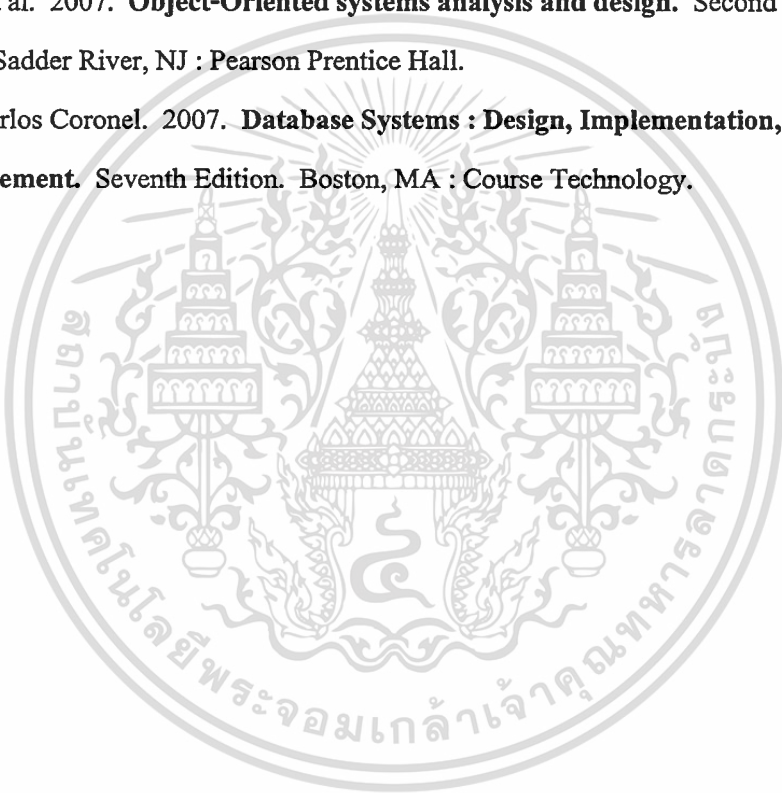 al. 2007. Object-Oriented systems analysis and design. Second
Sadder River, NJ : Pearson Prentice Hall.
rlos Coronel. 2007. Database Systems : Design, Implementation,
ement. Seventh Edition. Boston, MA : Course Technology.
สถาบันเทคโนโลยีพระจอมเกล้าเจ้าคุณทหารลาดกระบัง